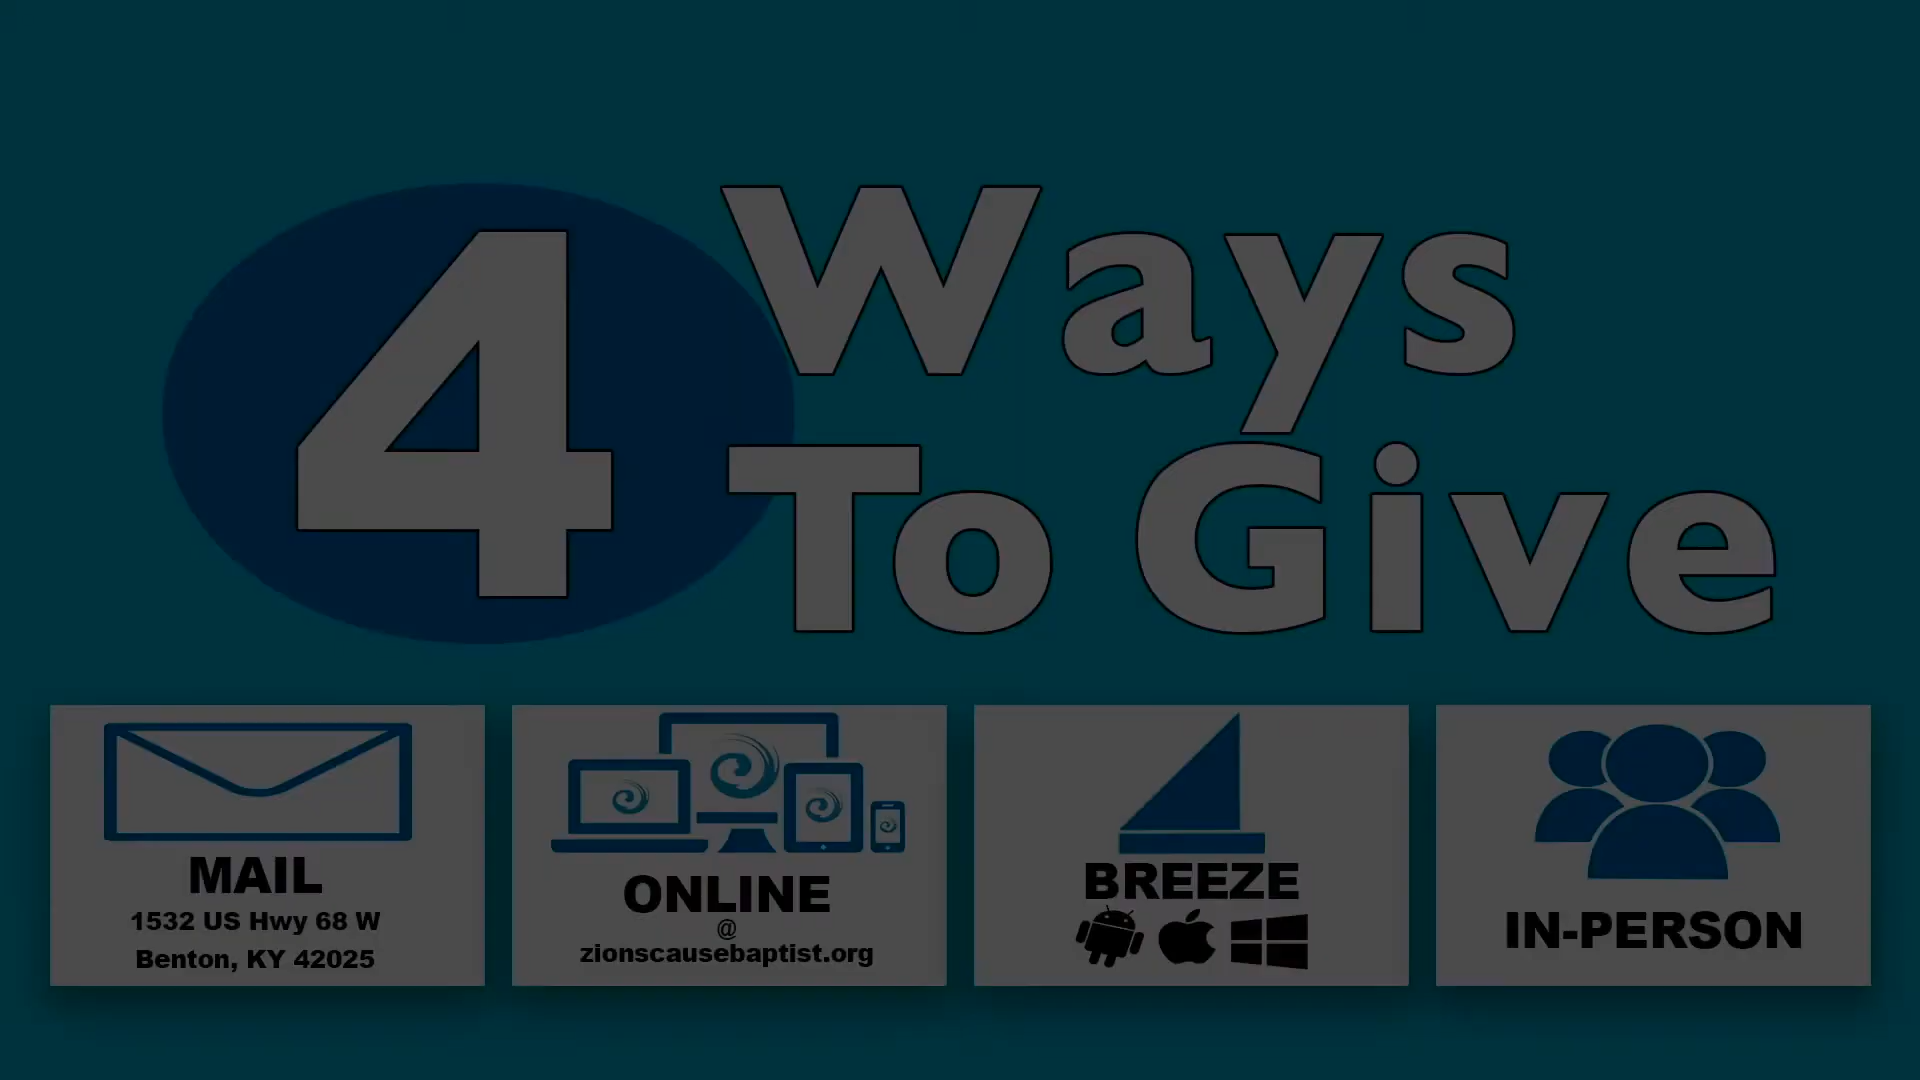 4 Ways
To Give
MAIL
1532 US Hwy 68 W
Benton, KY 42025
ONLINE
@
zionscausebaptist.org
BREEZE
IN-PERSON